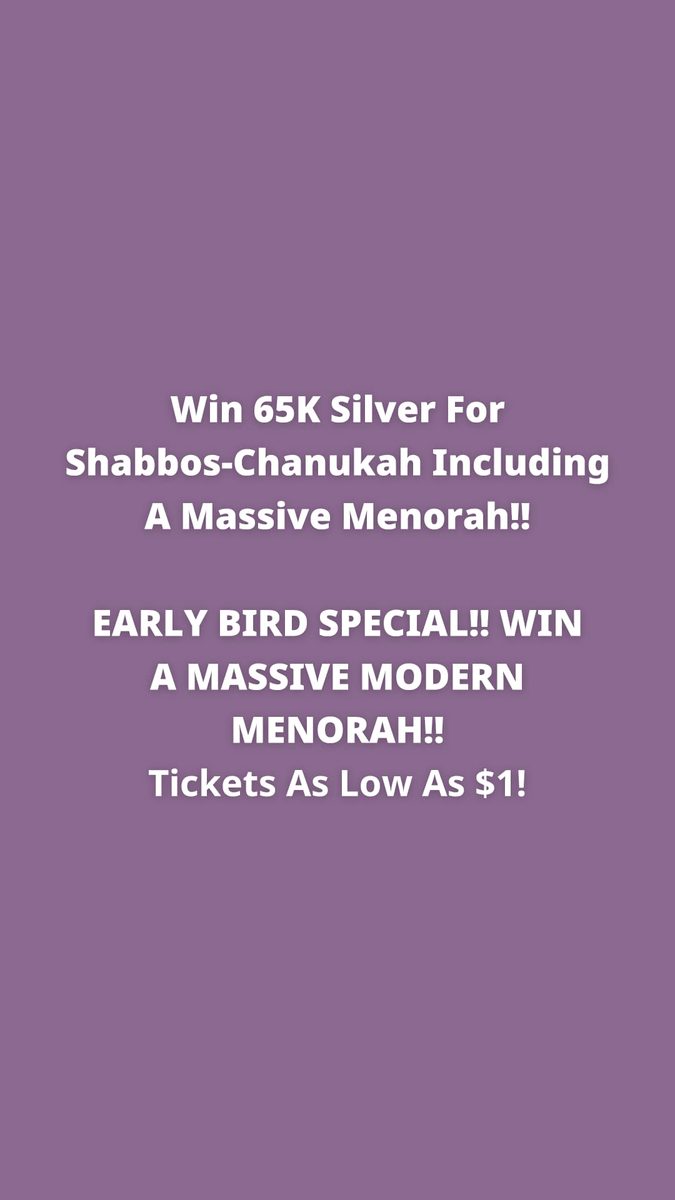 Win 65K Silver For
Shabbos-Chanukah Including
A Massive Menorah!!
EARLY BIRD SPECIAL!! WIN
A MASSIVE MODERN
MENORAH!!
Tickets As Low As $1!